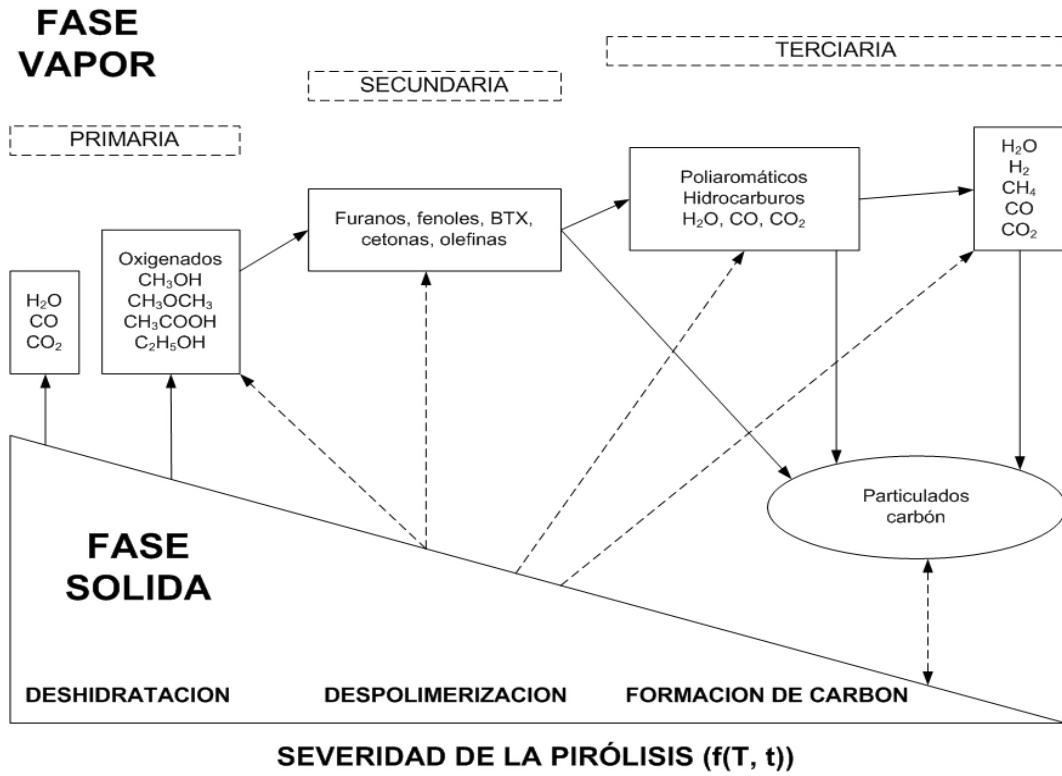 FASE
VAPOR
TERCIARIA
SECUNDARIA
PRIMARIA
H₂O
CO
CO₂
Oxigenados
CH₃OH
CH₃OCH₃
CH₃COOH
C₂H₅OH
Furanos, fenoles, BTX,
cetonas, olefinas
Poliaromáticos
Hidrocarburos
H₂O, CO, CO₂
H₂O
H₂
CH₄
CO
CO₂
Particulados
carbón
FASE
SOLIDA
DESHIDRATACION
DESPOLIMERIZACION
FORMACION DE CARBON
SEVERIDAD DE LA PIRÓLISIS (f(T, t))